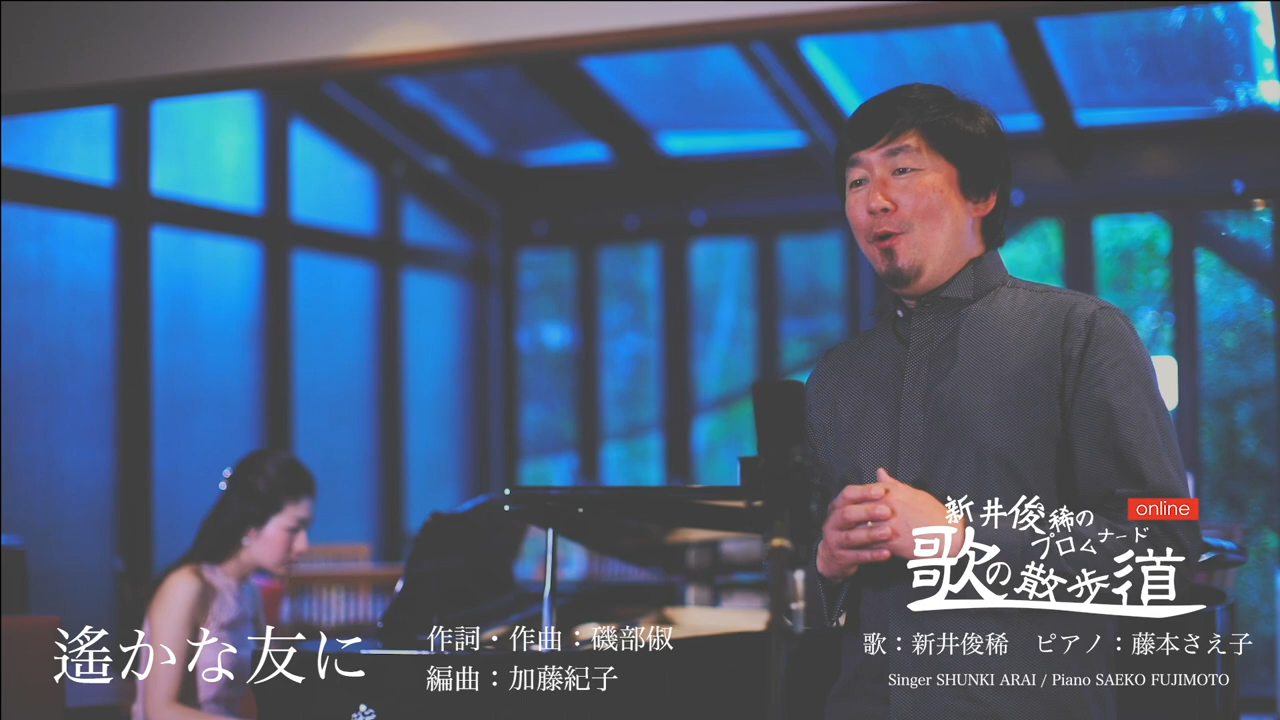 新井俊稀の
online
プロムナード
歌の散歩道
遙かな友に
作詞・作曲：磯部俶
編曲：加藤紀子
歌：新井俊稀　ピアノ：藤本さえ子
Singer SHUNKI ARAI / Piano SAEKO FUJIMOTO